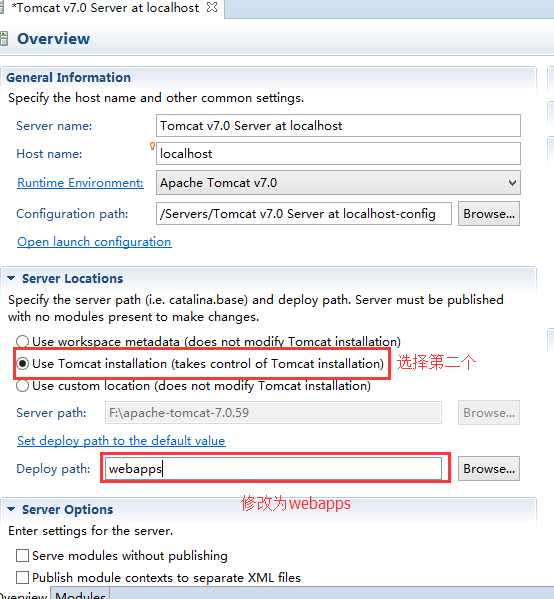 *Tomcat v7.0 Server at localhost
Overview
General Information
Specify the host name and other common settings.
Server name:
Tomcat v7.0 Server at localhost
Host name:
localhost
Runtime Environment:
Apache Tomcat v7.0
Configuration path:
/Servers/Tomcat v7.0 Server at localhost-config
Browse...
Open launch configuration
Server Locations
Specify the server path (i.e. catalina.base) and deploy path. Server must be published
with no modules present to make changes.
Use workspace metadata (does not modify Tomcat installation)
Use Tomcat installation (takes control of Tomcat installation)
选择第二个
Use custom location (does not modify Tomcat installation)
Server path:
F:\apache-tomcat-7.0.59
Browse...
Set deploy path to the default value
Deploy path:
webapps
Browse...
修改为webapps
Server Options
Enter settings for the server.
Serve modules without publishing
Publish module contexts to separate XML files
Overview
Modules